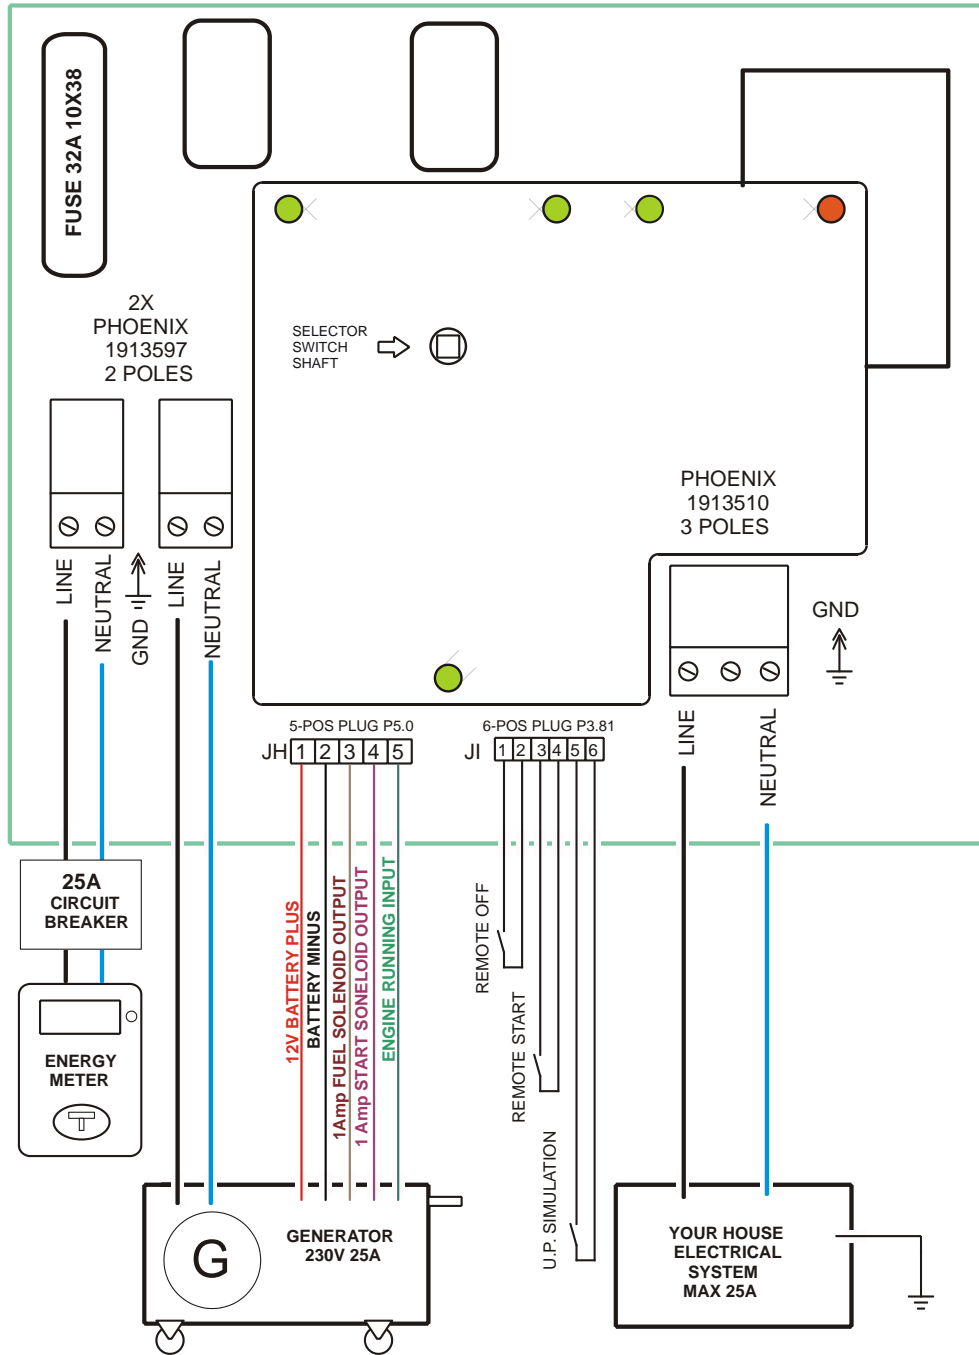 FUSE 32A 10X38
2X
PHOENIX
1913597
2 POLES
SELECTOR
SWITCH
SHAFT
PHOENIX
1913510
3 POLES
LINE
NEUTRAL
GND
LINE
NEUTRAL
GND
LINE
NEUTRAL
5-POS PLUG P5.0
JH 1 2 3 4 5
6-POS PLUG P3.81
JI 1 2 3 4 5 6
25A
CIRCUIT
BREAKER
12V BATTERY PLUS
BATTERY MINUS
1Amp FUEL SOLENOID OUTPUT
1 Amp START SONELOID OUTPUT
ENGINE RUNNING INPUT
REMOTE OFF
REMOTE START
U.P. SIMULATION
ENERGY
METER
G
GENERATOR
230V 25A
YOUR HOUSE
ELECTRICAL
SYSTEM
MAX 25A